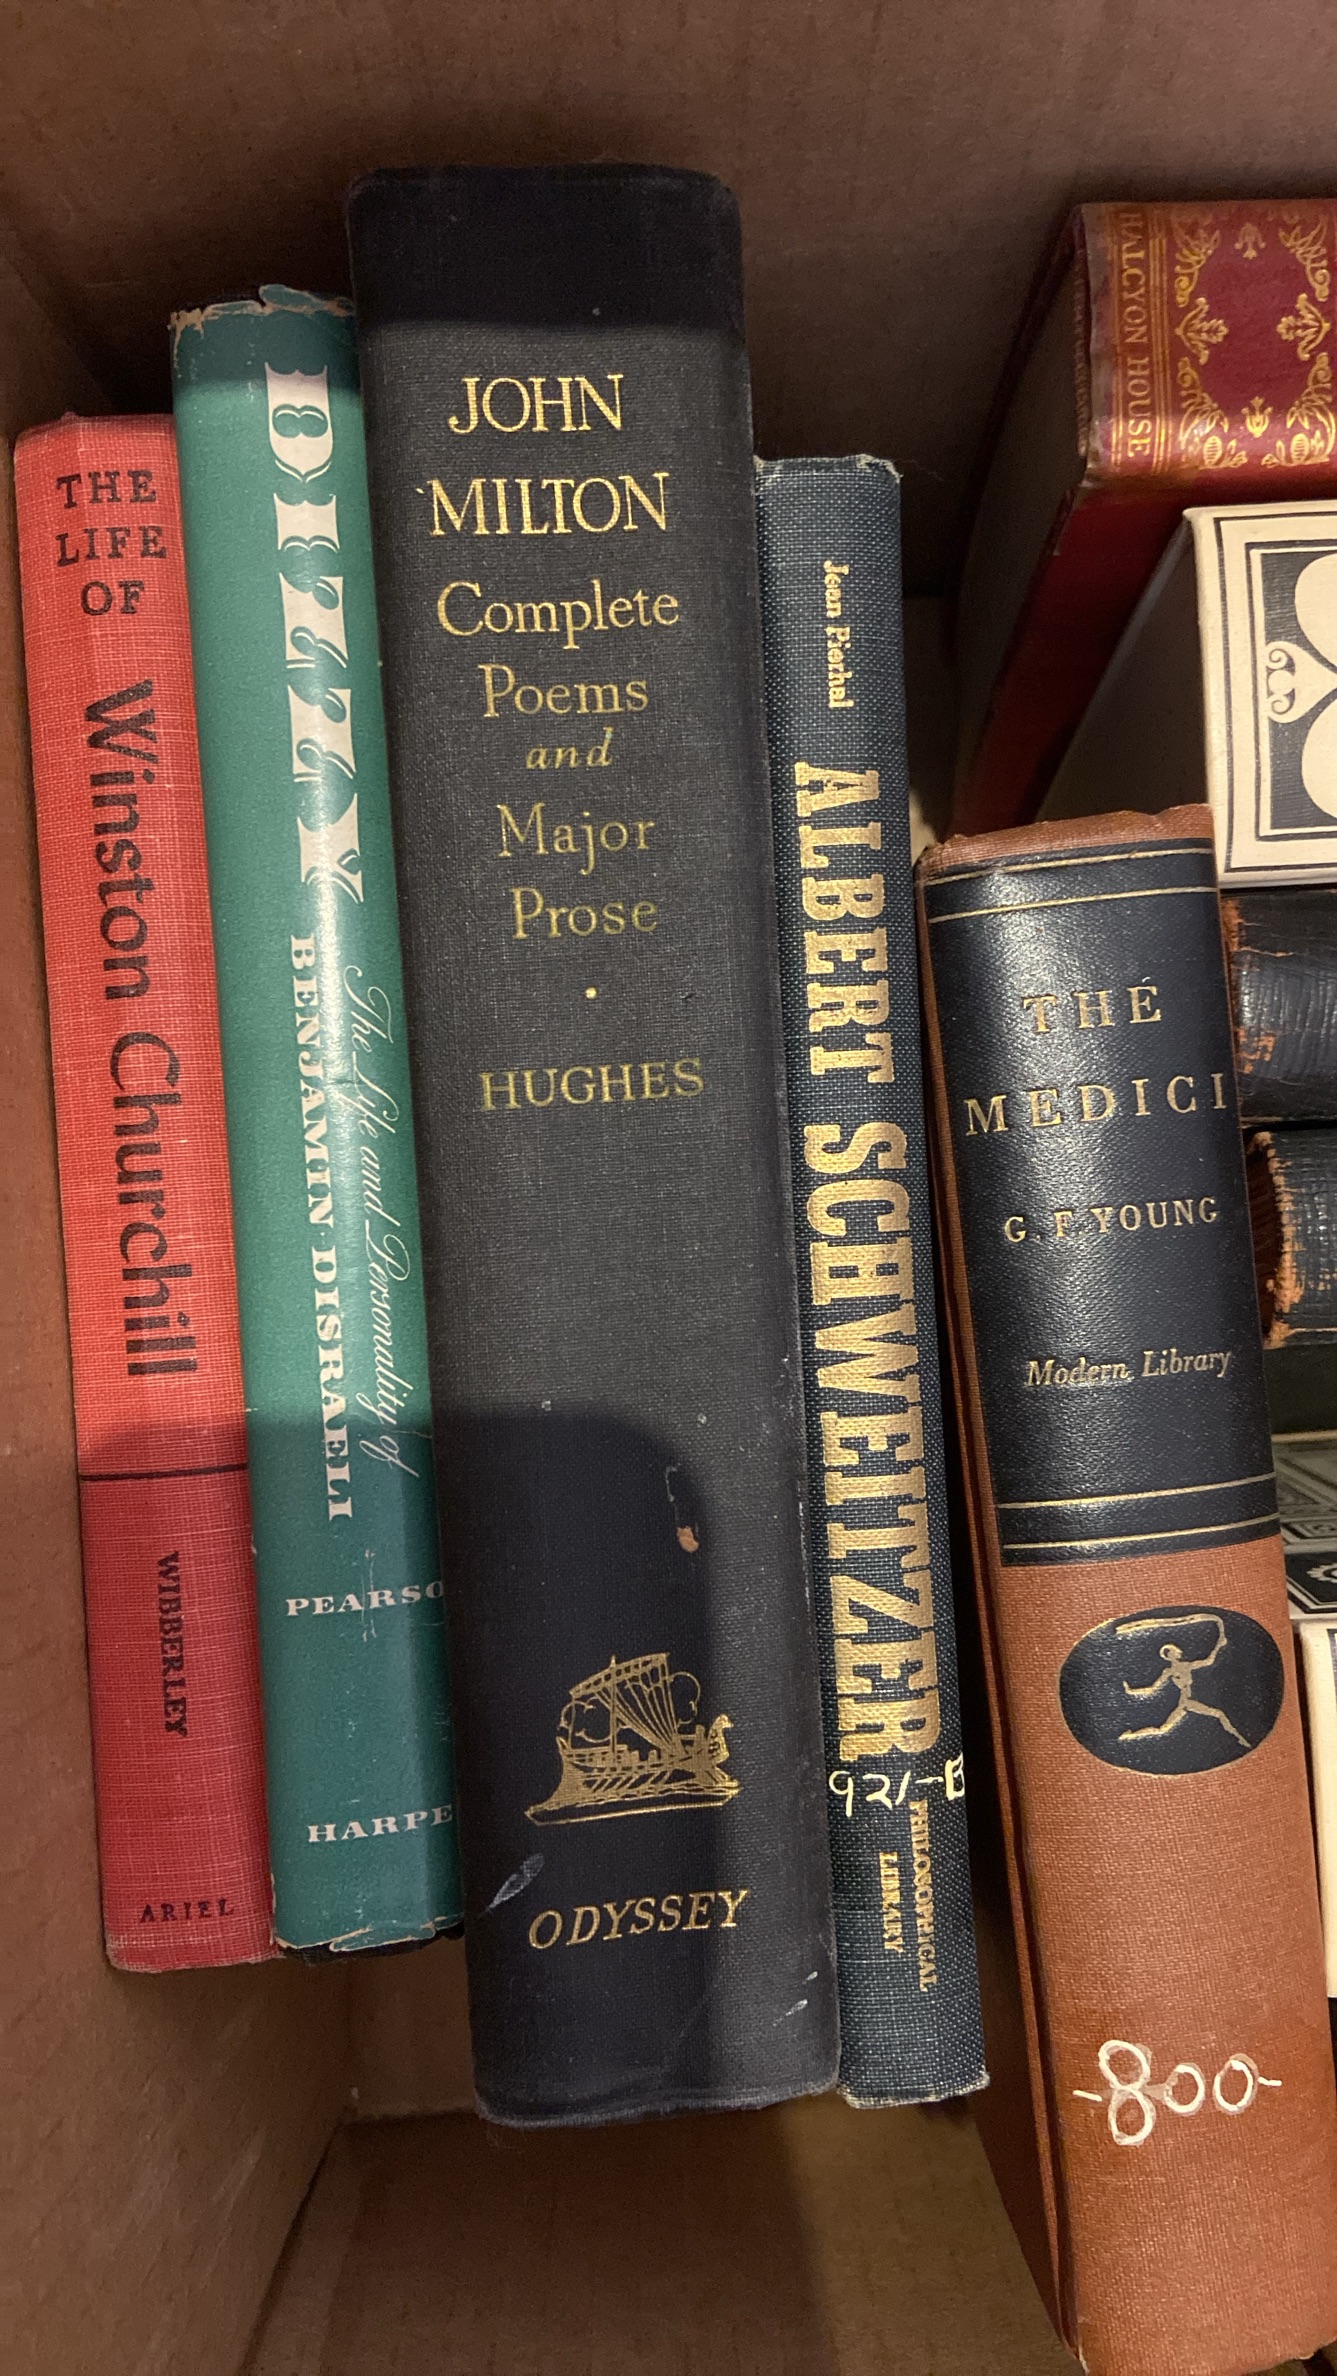 THE
LIFE
OF
Winston Churchill
WIBBERLEY
ARIEL
DIZZY
The Life and Personality of
BENJAMIN DISRAELI
PEARSO
HARPE
JOHN
MILTON
Complete
Poems
and
Major
Prose
HUGHES
ODYSSEY
Jean Pierhal
ALBERT SCHWEITZER
921-B
PHILOSOPHICAL
LIBRARY
THE
MEDICI
G. F. YOUNG
Modern Library
-800-
HALCYON HOUSE